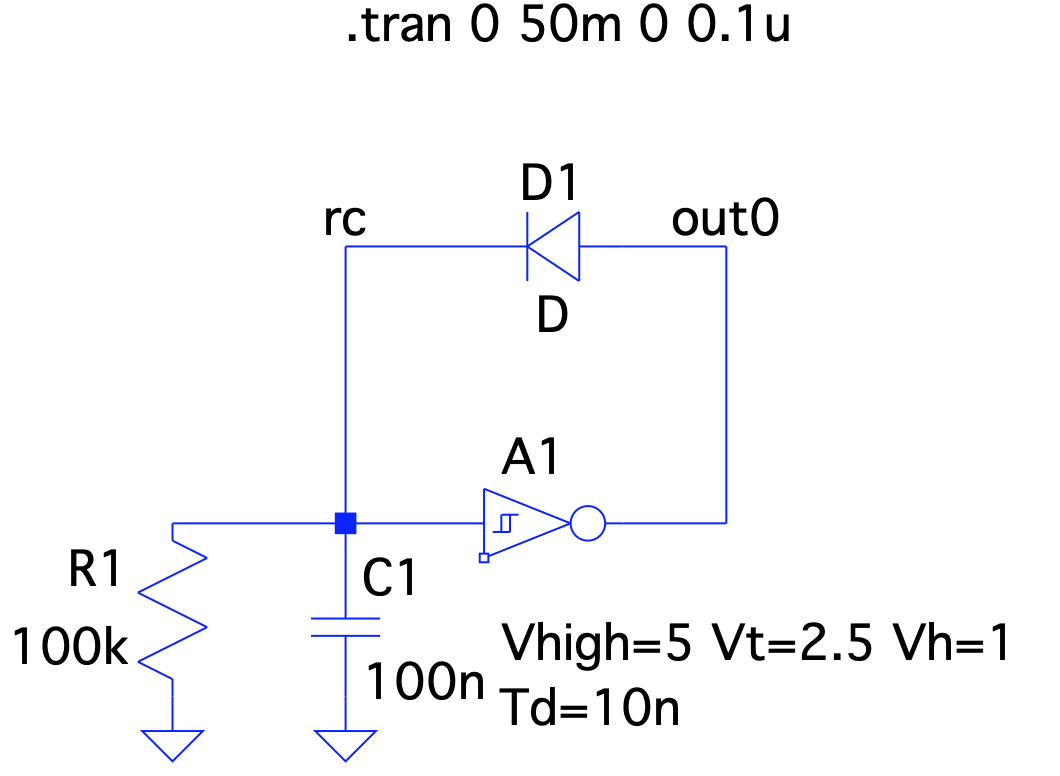 .tran 0 50m 0 0.1u
D1
rc
out0
D
A1
R1
C1
100k
Vhigh=5 Vt=2.5 Vh=1
100n
Td=10n